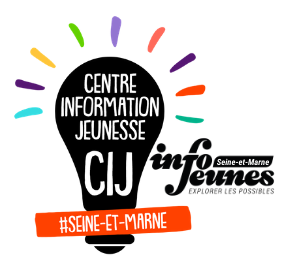 CENTRE
INFORMATION
JEUNESSE
CIJ
#SEINE-ET-MARNE
info
Seine-et-Marne
Jeunes
EXPLORER LES POSSIBLES